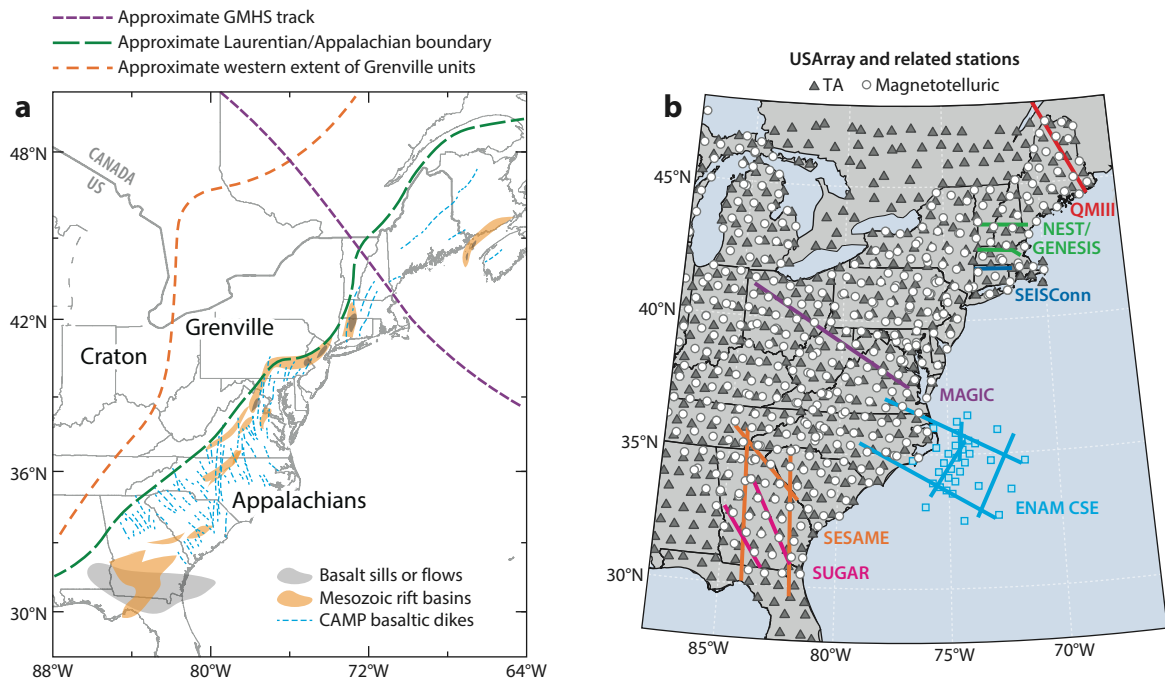 Approximate GMHS track
Approximate Laurentian/Appalachian boundary
Approximate western extent of Grenville units
a
48°N
42°N
36°N
30°N
88°W
80°W
72°W
64°W
CANADA
US
Grenville
Craton
Appalachians
Basalt sills or flows
Mesozoic rift basins
CAMP basaltic dikes
USArray and related stations
TA
Magnetotelluric
b
45°N
40°N
35°N
30°N
85°W
80°W
75°W
70°W
QMIII
NEST/
GENESIS
SEISConn
MAGIC
ENAM CSE
SESAME
SUGAR